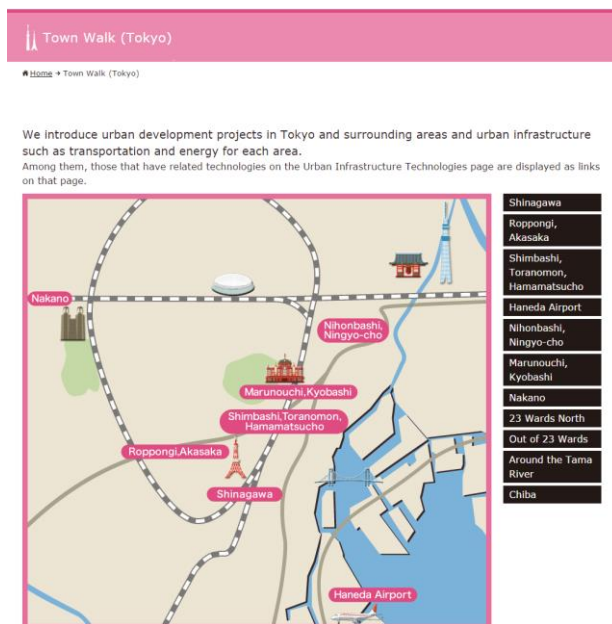 Town Walk (Tokyo)
Home → Town Walk (Tokyo)
We introduce urban development projects in Tokyo and surrounding areas and urban infrastructure
such as transportation and energy for each area.
Among them, those that have related technologies on the Urban Infrastructure Technologies page are displayed as links
on that page.
Nakano
Nihonbashi,
Ningyo-cho
Marunouchi,Kyobashi
Shimbashi,Toranomon,
Hamamatsucho
Roppongi,Akasaka
Shinagawa
Haneda Airport
Shinagawa
Roppongi,
Akasaka
Shimbashi,
Toranomon,
Hamamatsucho
Haneda Airport
Nihonbashi,
Ningyo-cho
Marunouchi,
Kyobashi
Nakano
23 Wards North
Out of 23 Wards
Around the Tama
River
Chiba